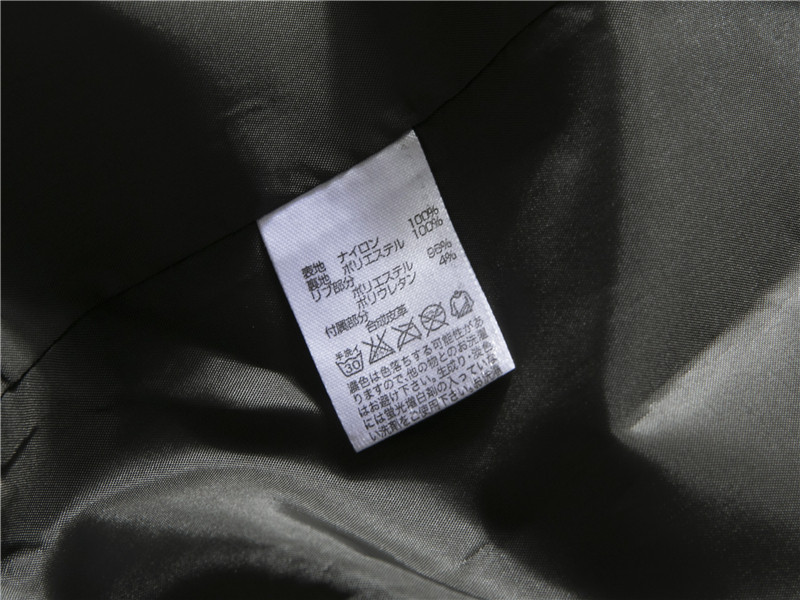 表地 ナイロン 100%
裏地 ポリエステル 100%
リブ部分 ポリエステル 96%
ポリウレタン 4%
付属部分 合成皮革
手洗イ
30
濃色は色落ちする可能性があ
りますので、他の物とのお洗濯
はお避け下さい。生成り・淡色
には蛍光増白剤の入っていな
い洗剤をご使用下さい。